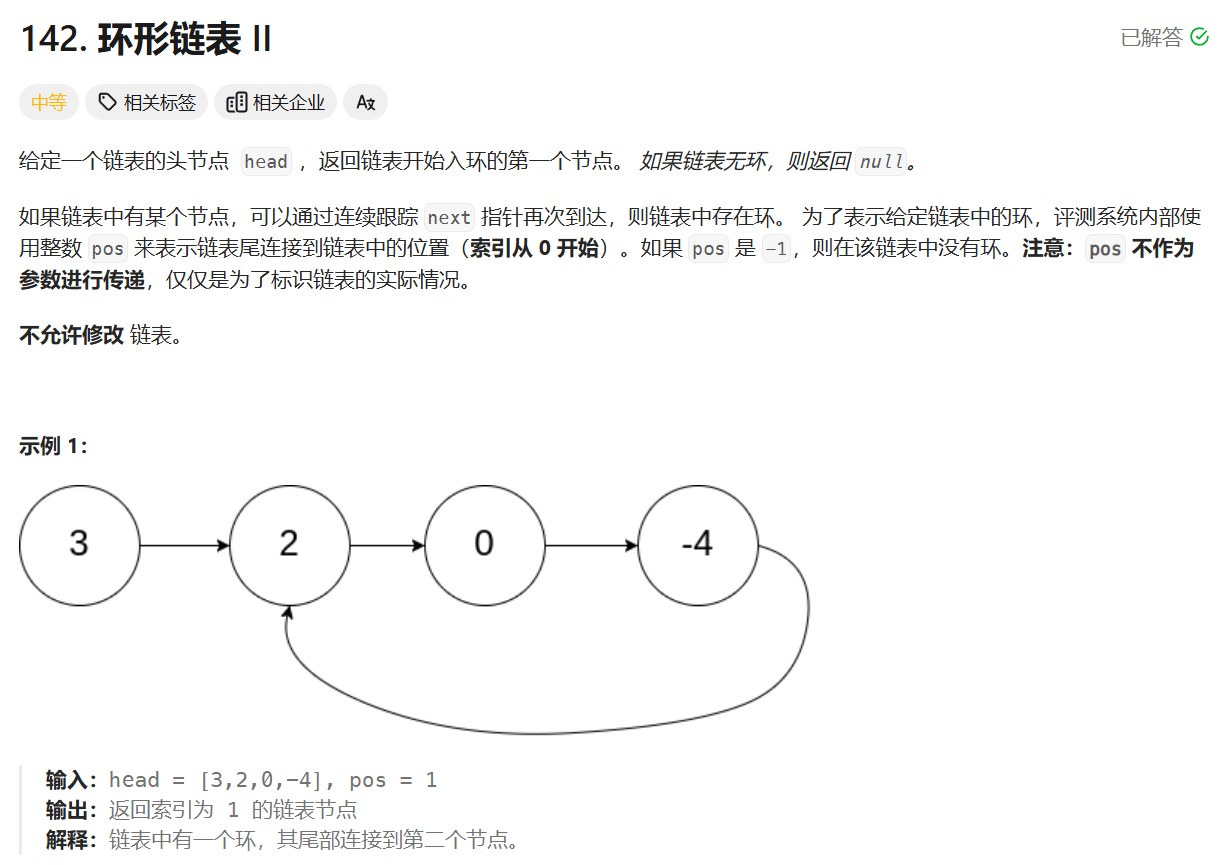 142. 环形链表 II
已解答
中等
相关标签
相关企业
给定一个链表的头节点 head ，返回链表开始入环的第一个节点。 如果链表无环，则返回 null。
如果链表中有某个节点，可以通过连续跟踪 next 指针再次到达，则链表中存在环。 为了表示给定链表中的环，评测系统内部使
用整数 pos 来表示链表尾连接到链表中的位置（索引从 0 开始）。如果 pos 是 -1，则在该链表中没有环。注意：pos 不作为
参数进行传递，仅仅是为了标识链表的实际情况。
不允许修改 链表。
示例 1：
3
2
0
-4
输入：head = [3,2,0,-4], pos = 1
输出：返回索引为 1 的链表节点
解释：链表中有一个环，其尾部连接到第二个节点。